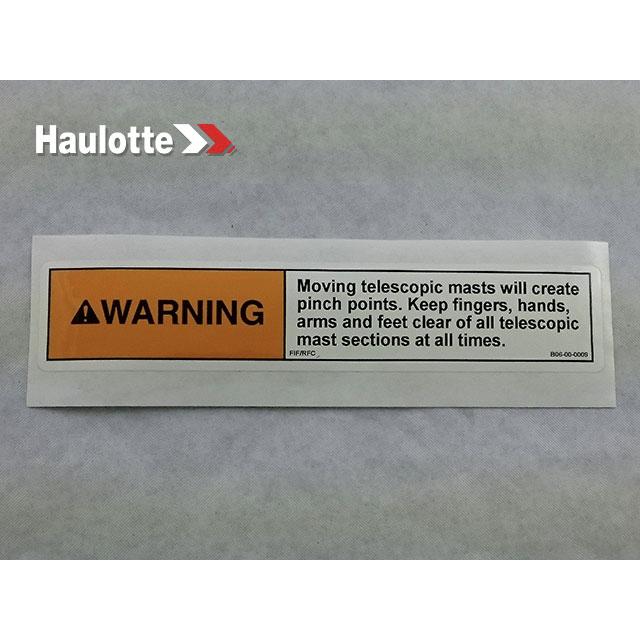 Haulotte
WARNING
Moving telescopic masts will create
pinch points. Keep fingers, hands,
arms and feet clear of all telescopic
mast sections at all times.
FIF/RFC
B06-00-0009